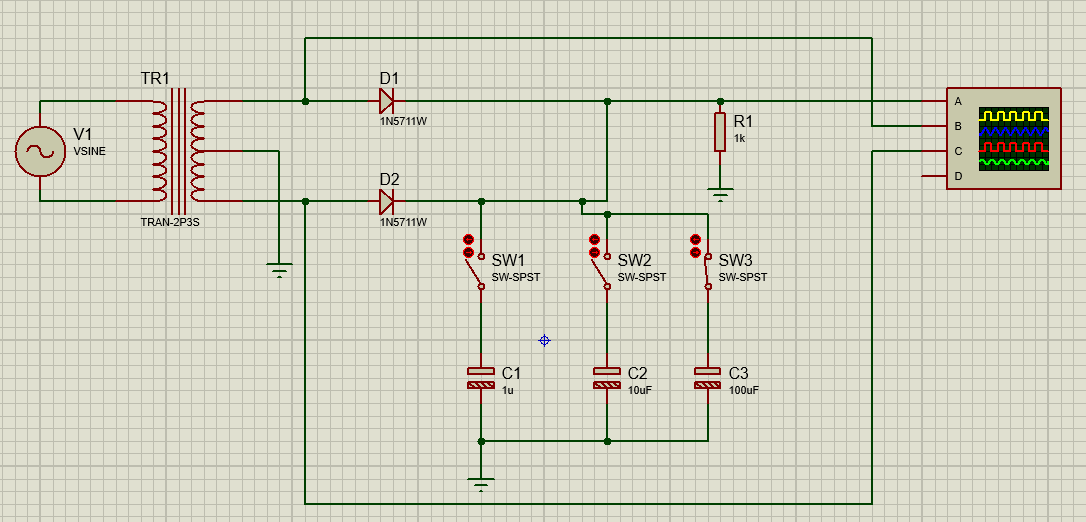 TR1
V1
VSINE
TRAN-2P3S
D1
1N5711W
D2
1N5711W
R1
1k
A
B
C
D
SW1
SW-SPST
SW2
SW-SPST
SW3
SW-SPST
C1
1u
C2
10uF
C3
100uF